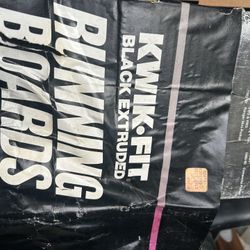 KWIK-FIT
BLACK EXTRUDED
RUNNING
BOARDS